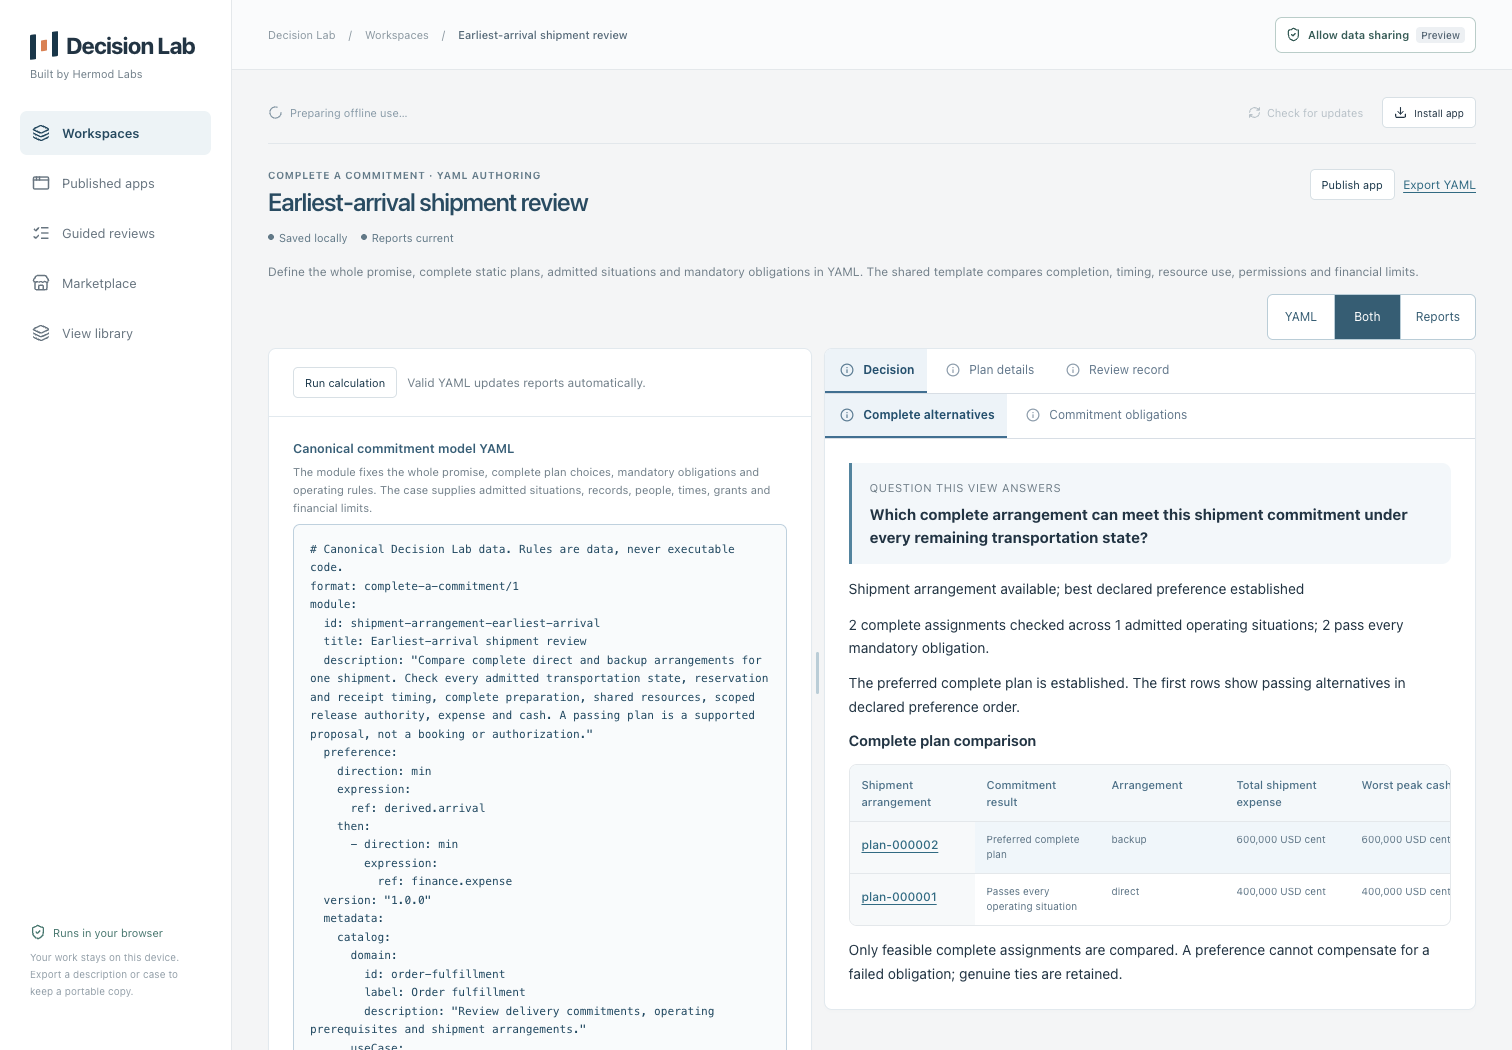 Decision Lab
Built by Hermod Labs
Workspaces
Published apps
Guided reviews
Marketplace
View library
Runs in your browser
Your work stays on this device.
Export a description or case to
keep a portable copy.
Decision Lab / Workspaces / Earliest-arrival shipment review
Allow data sharing Preview
Preparing offline use...
Check for updates
Install app
COMPLETE A COMMITMENT · YAML AUTHORING
Earliest-arrival shipment review
Saved locally
Reports current
Publish app
Export YAML
Define the whole promise, complete static plans, admitted situations and mandatory obligations in YAML. The shared template compares completion, timing, resource use, permissions and financial limits.
YAML
Both
Reports
Run calculation
Valid YAML updates reports automatically.
Canonical commitment model YAML
The module fixes the whole promise, complete plan choices, mandatory obligations and
operating rules. The case supplies admitted situations, records, people, times, grants and
financial limits.
# Canonical Decision Lab data. Rules are data, never executable
code.
format: complete-a-commitment/1
module:
  id: shipment-arrangement-earliest-arrival
  title: Earliest-arrival shipment review
  description: "Compare complete direct and backup arrangements for
one shipment. Check every admitted transportation state, reservation
and receipt timing, complete preparation, shared resources, scoped
release authority, expense and cash. A passing plan is a supported
proposal, not a booking or authorization."
  preference:
    direction: min
    expression:
      ref: derived.arrival
    then:
      - direction: min
        expression:
          ref: finance.expense
  version: "1.0.0"
  metadata:
    catalog:
      domain:
        id: order-fulfillment
        label: Order fulfillment
        description: "Review delivery commitments, operating
prerequisites and shipment arrangements."
      useCase:
Decision
Plan details
Review record
Complete alternatives
Commitment obligations
QUESTION THIS VIEW ANSWERS
Which complete arrangement can meet this shipment commitment under
every remaining transportation state?
Shipment arrangement available; best declared preference established
2 complete assignments checked across 1 admitted operating situations; 2 pass every
mandatory obligation.
The preferred complete plan is established. The first rows show passing alternatives in
declared preference order.
Complete plan comparison
Shipment arrangement | Commitment result | Arrangement | Total shipment expense | Worst peak cash
plan-000002 | Preferred complete plan | backup | 600,000 USD cent | 600,000 USD cent
plan-000001 | Passes every operating situation | direct | 400,000 USD cent | 400,000 USD cent
Only feasible complete assignments are compared. A preference cannot compensate for a
failed obligation; genuine ties are retained.